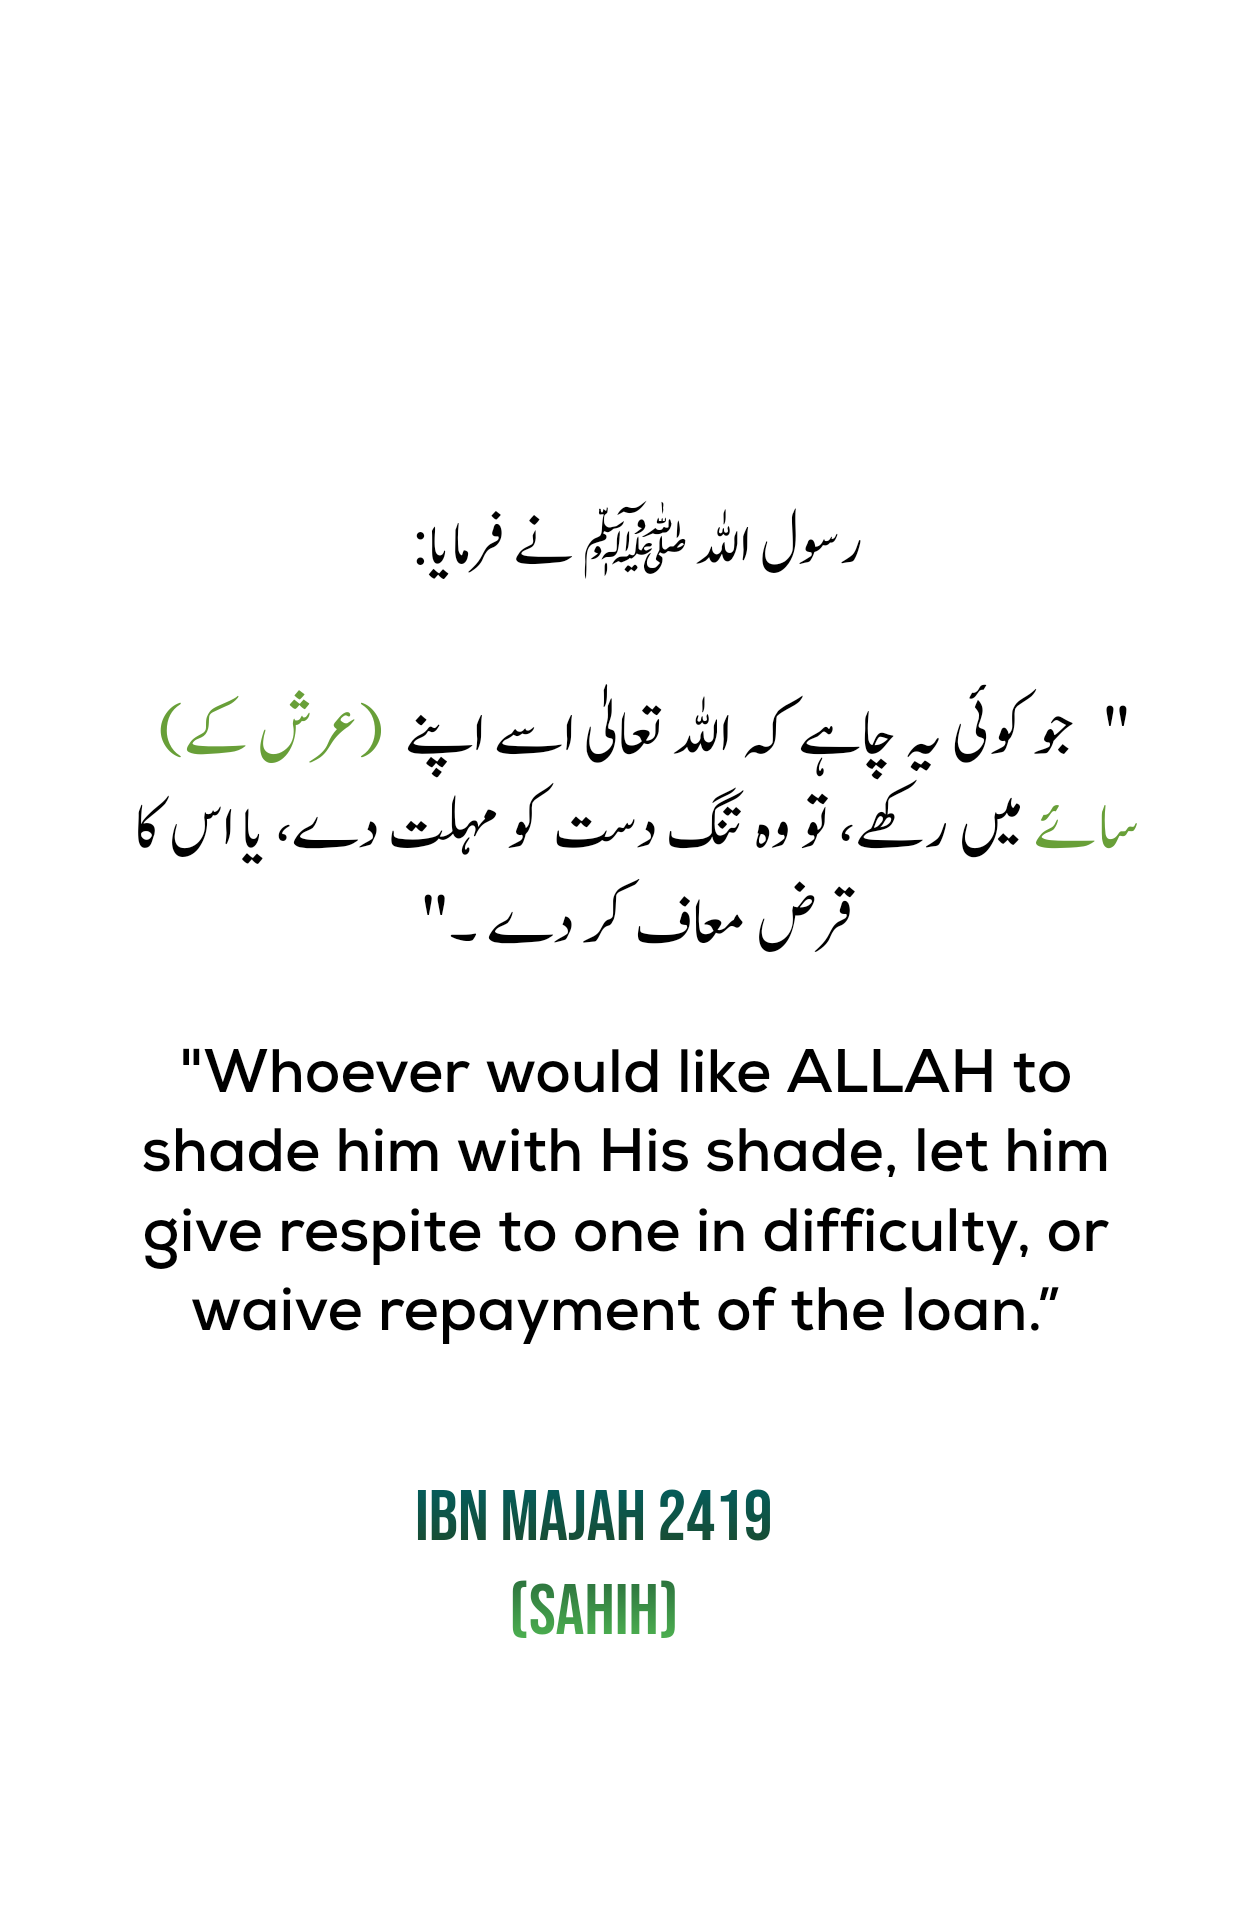 رسول اللہ ﷺ نے فرمایا:
" جو کوئی یہ چاہے کہ اللہ تعالٰی اسے اپنے (عرش کے)
سائے میں رکھے، تو وہ تنگ دست کو مہلت دے، یا اس کا
قرض معاف کر دے ۔"
"Whoever would like ALLAH to
shade him with His shade, let him
give respite to one in difficulty, or
waive repayment of the loan.”
IBN MAJAH 2419
(SAHIH)